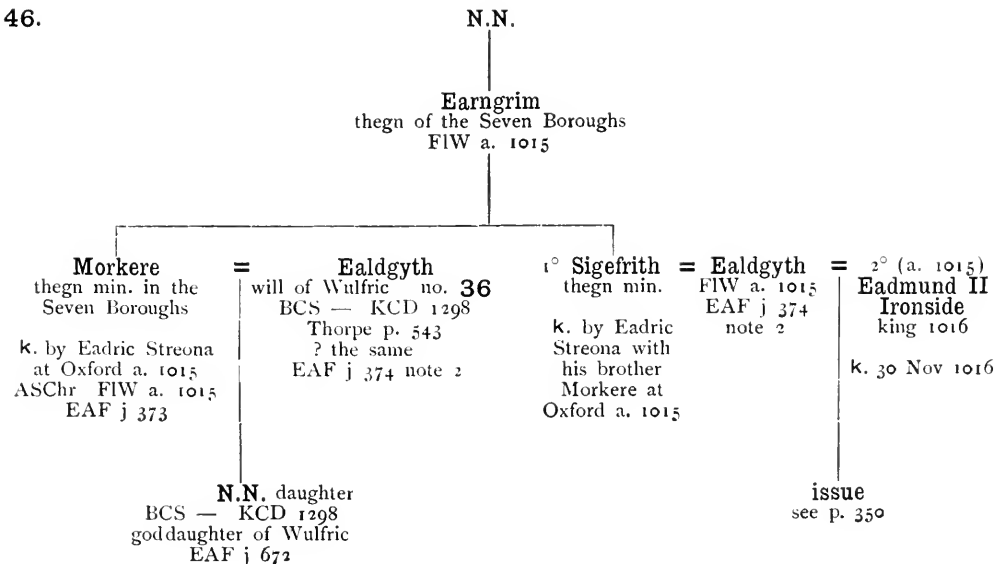 46.
N.N.
Earngrim
thegn of the Seven Boroughs
FlW a. 1015
Morkere
thegn min. in the
Seven Boroughs
k. by Eadric Streona
at Oxford a. 1015
ASChr FlW a. 1015
EAF j 373
=
Ealdgyth
will of Wulfric no. 36
BCS — KCD 1298
Thorpe p. 543
? the same
EAF j 374 note 2
1° Sigefrith
thegn min.
k. by Eadric
Streona with
his brother
Morkere at
Oxford a. 1015
=
Ealdgyth
FlW a. 1015
EAF j 374
note 2
=
2° (a. 1015)
Eadmund II
Ironside
king 1016
k. 30 Nov 1016
N.N. daughter
BCS — KCD 1298
goddaughter of Wulfric
EAF j 672
issue
see p. 350